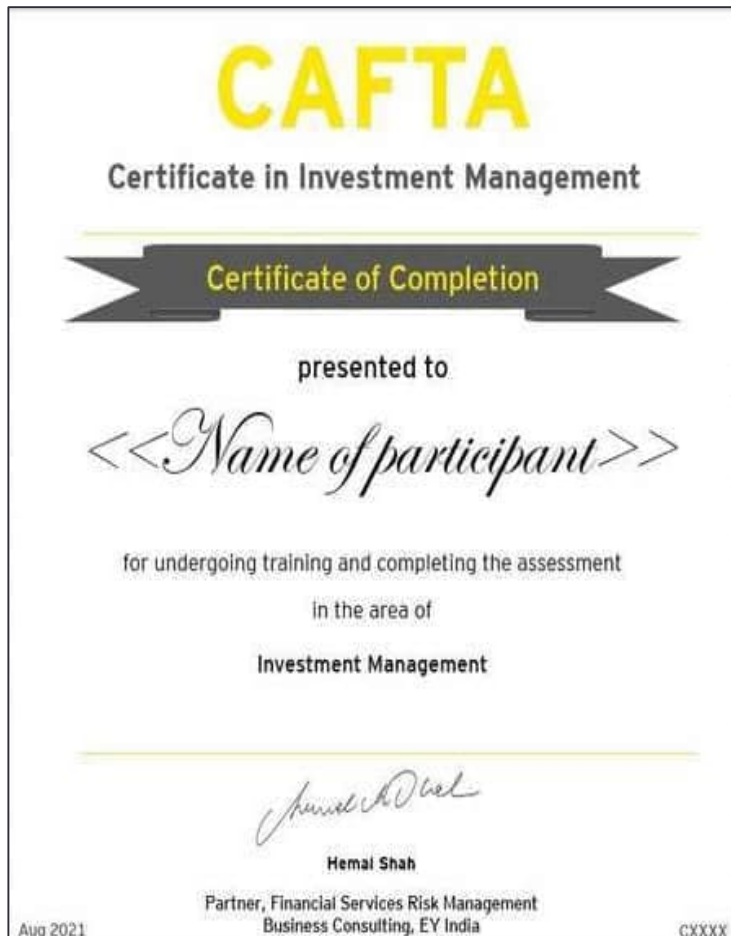 CAFTA
Certificate in Investment Management
Certificate of Completion
presented to
<<Name of participant>>
for undergoing training and completing the assessment
in the area of
Investment Management
Hemal Shah
Partner, Financial Services Risk Management
Business Consulting, EY India
Aug 2021
CXXXX